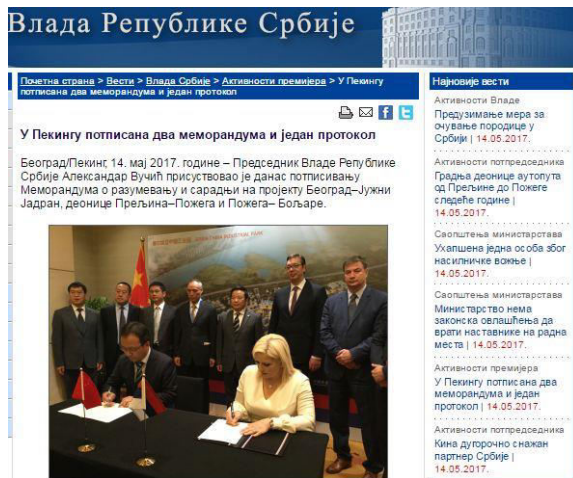 Влада Републике Србије
Почетна страна > Вести > Влада Србије > Активности премијера > У Пекингу
потписана два меморандума и један протокол
У Пекингу потписана два меморандума и један протокол
Београд/Пекинг, 14. мај 2017. године – Председник Владе Републике
Србије Александар Вучић присуствовао је данас потписивању
Меморандума о разумевању и сарадњи на пројекту Београд–Јужни
Јадран, деонице Прељина–Пожега и Пожега– Бољаре.
Најновије вести
Активности Владе
Предузимање мера за
очување породице у
Србији | 14.05.2017.
Активности потпредседника
Градња деонице аутопута
од Прељине до Пожеге
следеће године |
14.05.2017.
Саопштења министарстава
Ухапшена једна особа због
насилничке вожње |
14.05.2017.
Саопштења министарстава
Министарство нема
законска овлашћења да
врати наставнике на радна
места | 14.05.2017.
Активности премијера
У Пекингу потписана два
меморандума и један
протокол | 14.05.2017.
Активности потпредседника
Кина дугорочно снажан
партнер Србије |
14.05.2017.